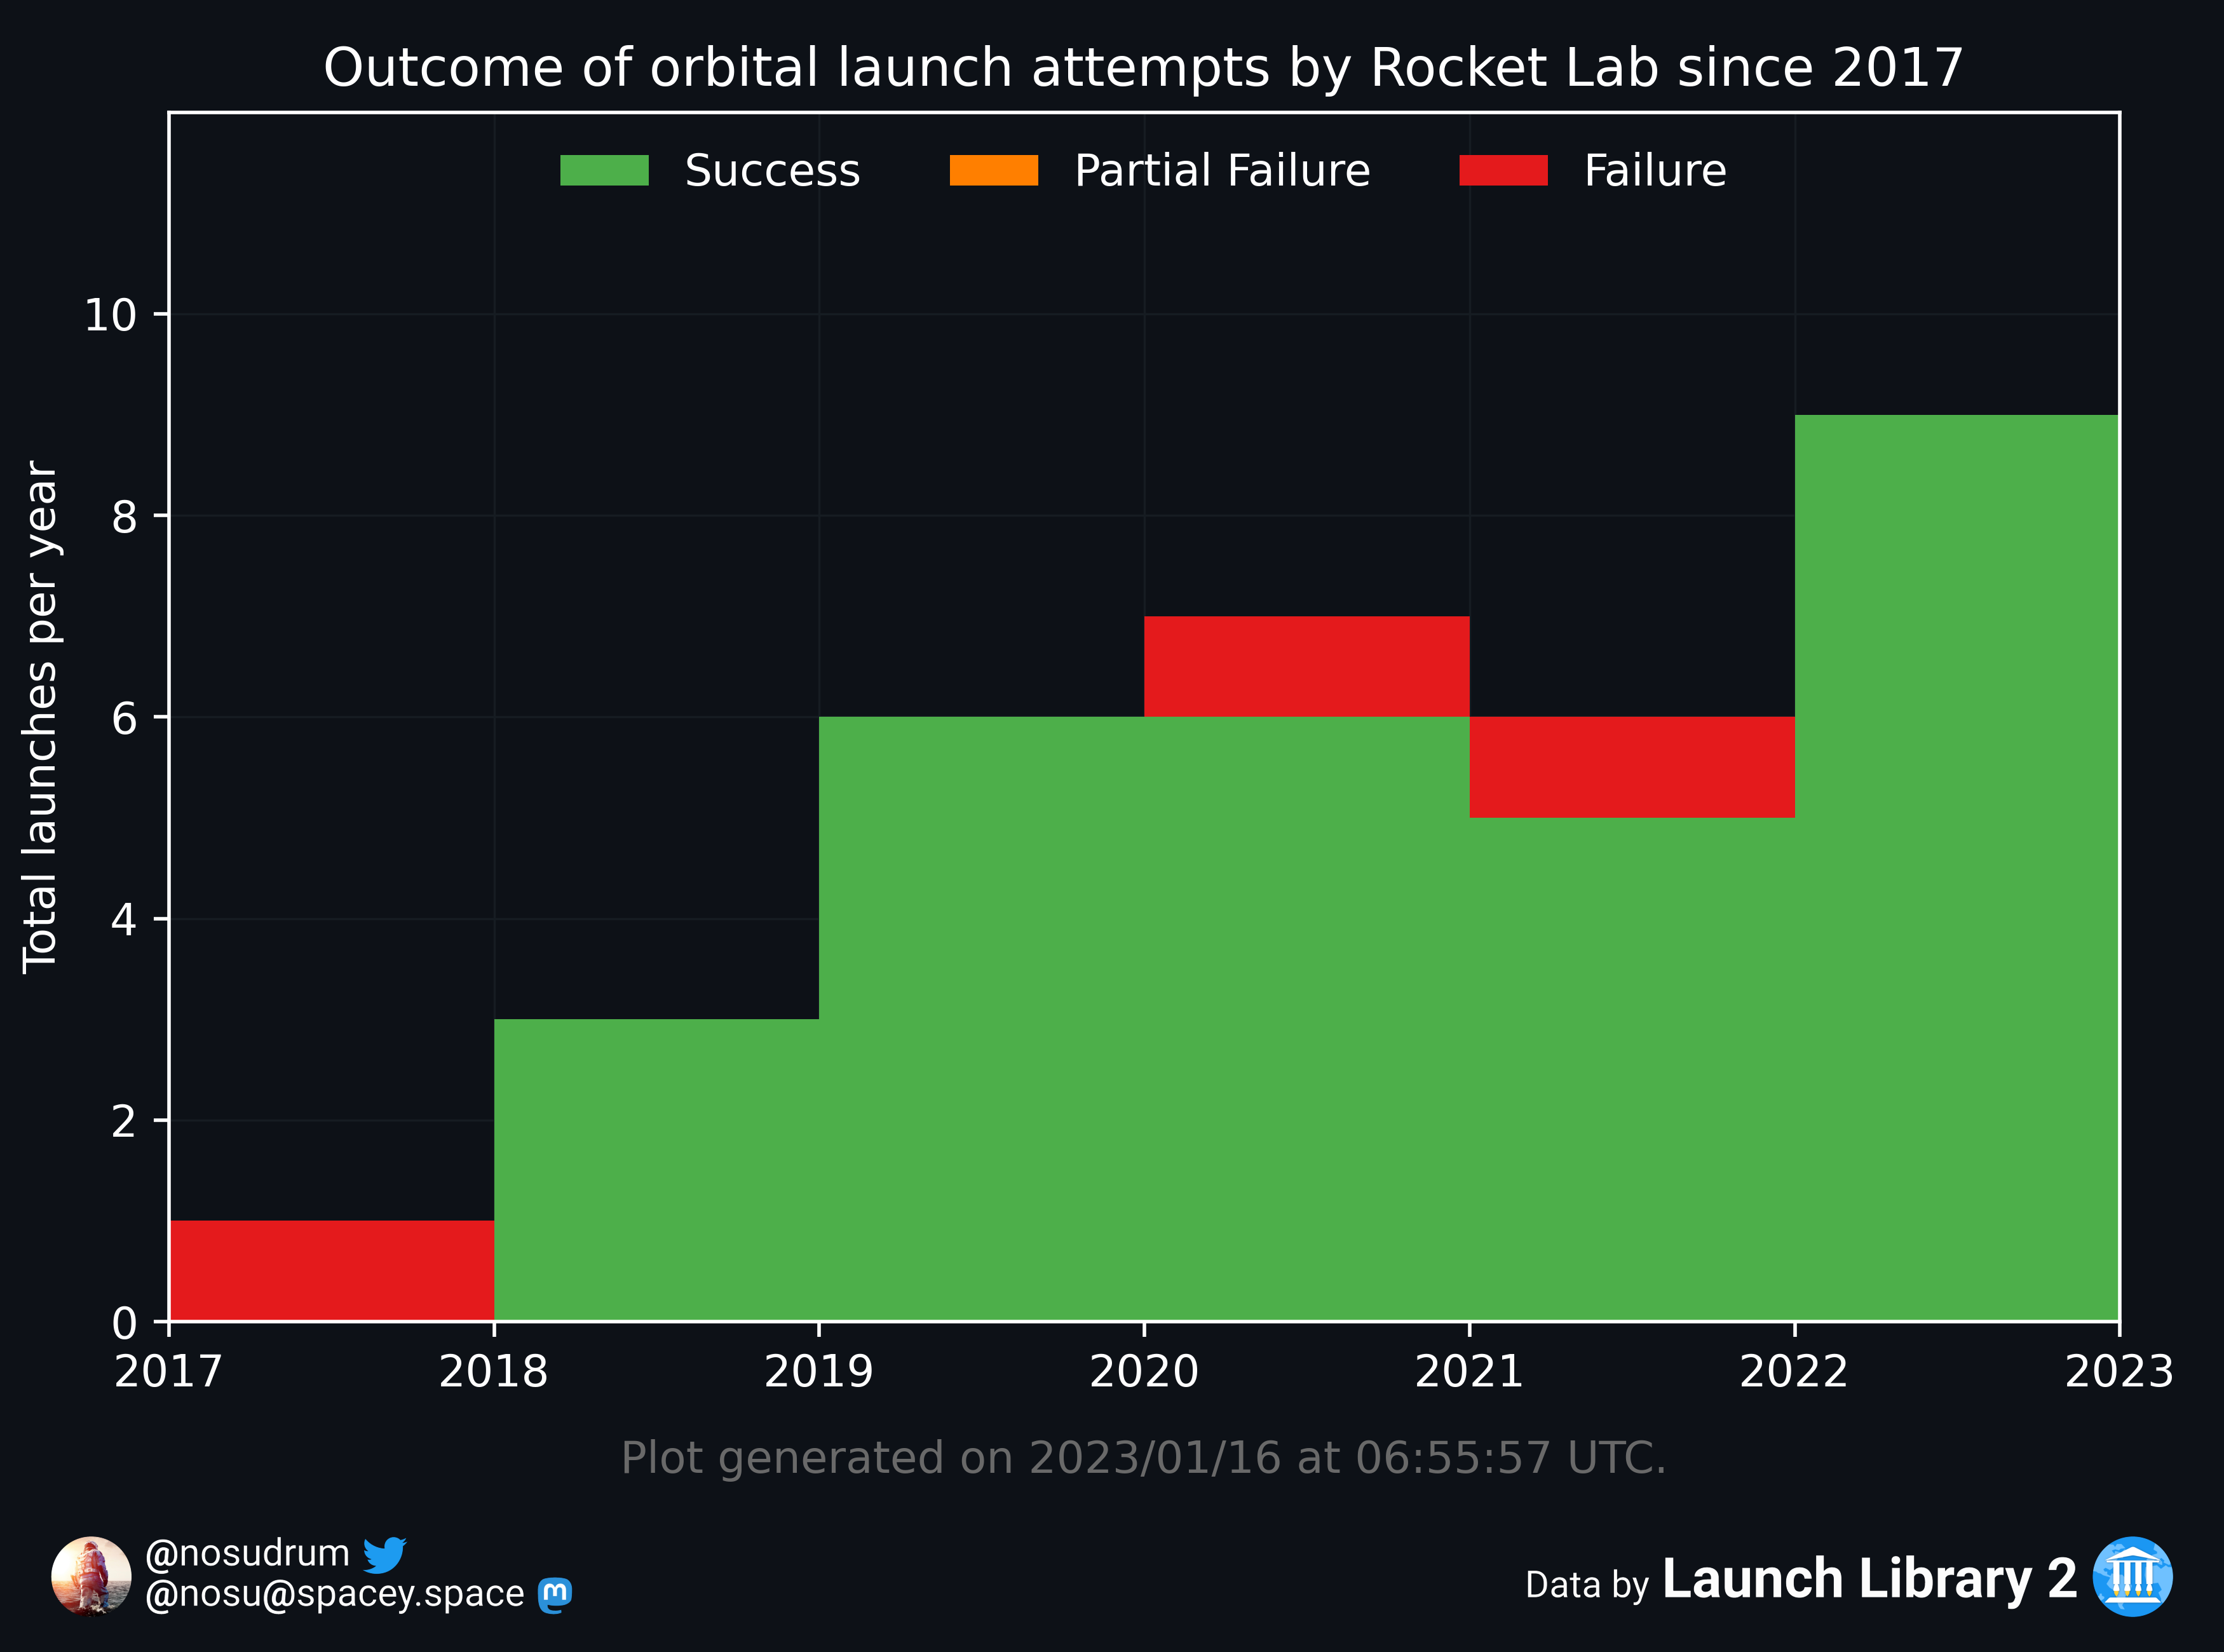 Outcome of orbital launch attempts by Rocket Lab since 2017
Success
Partial Failure
Failure
Total launches per year
10
8
6
4
2
0
2017
2018
2019
2020
2021
2022
2023
Plot generated on 2023/01/16 at 06:55:57 UTC.
@nosudrum
@nosu@spacey.space
Data by Launch Library 2